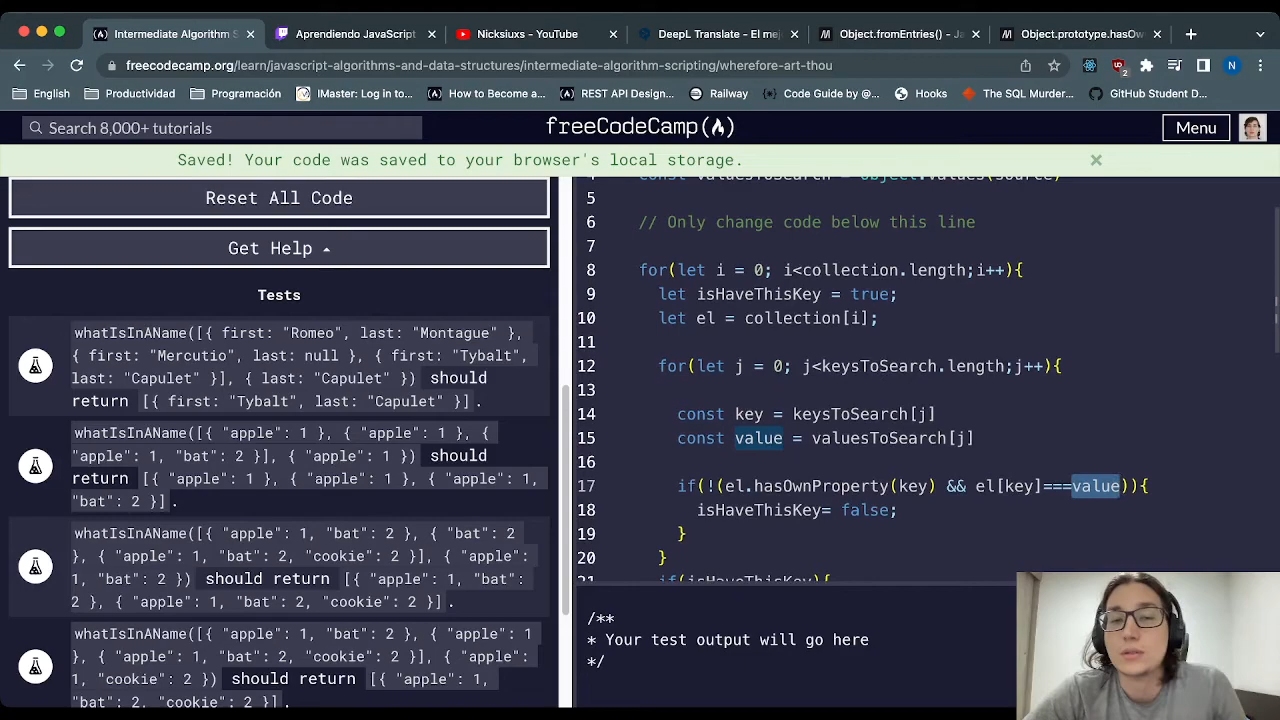 Intermediate Algorithm S
Aprendiendo JavaScript
Nicksiuxs - YouTube
DeepL Translate - El mej
Object.fromEntries() - Ja
Object.prototype.hasOw
freecodecamp.org/learn/javascript-algorithms-and-data-structures/intermediate-algorithm-scripting/wherefore-art-thou
2
N
English
Productividad
Programación
IMaster: Log in to...
How to Become a...
REST API Design...
Railway
Code Guide by @...
Hooks
The SQL Murder...
GitHub Student D...
Search 8,000+ tutorials
freeCodeCamp
Menu
Saved! Your code was saved to your browser's local storage.
Reset All Code
Get Help
Tests
whatIsInAName([{ first: "Romeo", last: "Montague" },
{ first: "Mercutio", last: null }, { first: "Tybalt",
last: "Capulet" }], { last: "Capulet" }) should
return [{ first: "Tybalt", last: "Capulet" }].
whatIsInAName([{ "apple": 1 }, { "apple": 1 }, {
"apple": 1, "bat": 2 }], { "apple": 1 }) should
return [{ "apple": 1 }, { "apple": 1 }, { "apple": 1,
"bat": 2 }].
whatIsInAName([{ "apple": 1, "bat": 2 }, { "bat": 2
}, { "apple": 1, "bat": 2, "cookie": 2 }], { "apple":
1, "bat": 2 }) should return [{ "apple": 1, "bat":
2 }, { "apple": 1, "bat": 2, "cookie": 2 }].
whatIsInAName([{ "apple": 1, "bat": 2 }, { "apple": 1
}, { "apple": 1, "bat": 2, "cookie": 2 }], { "apple":
1, "cookie": 2 }) should return [{ "apple": 1,
"bat": 2, "cookie": 2 }].
4 const valuesToSearch = Object.values(source)
5
6 // Only change code below this line
7
8 for(let i = 0; i<collection.length;i++){
9 let isHaveThisKey = true;
10 let el = collection[i];
11
12 for(let j = 0; j<keysToSearch.length;j++){
13
14 const key = keysToSearch[j]
15 const value = valuesToSearch[j]
16
17 if(!(el.hasOwnProperty(key) && el[key]===value)){
18 isHaveThisKey= false;
19 }
20 }
21 if(isHaveThisKey){
/**
* Your test output will go here
*/